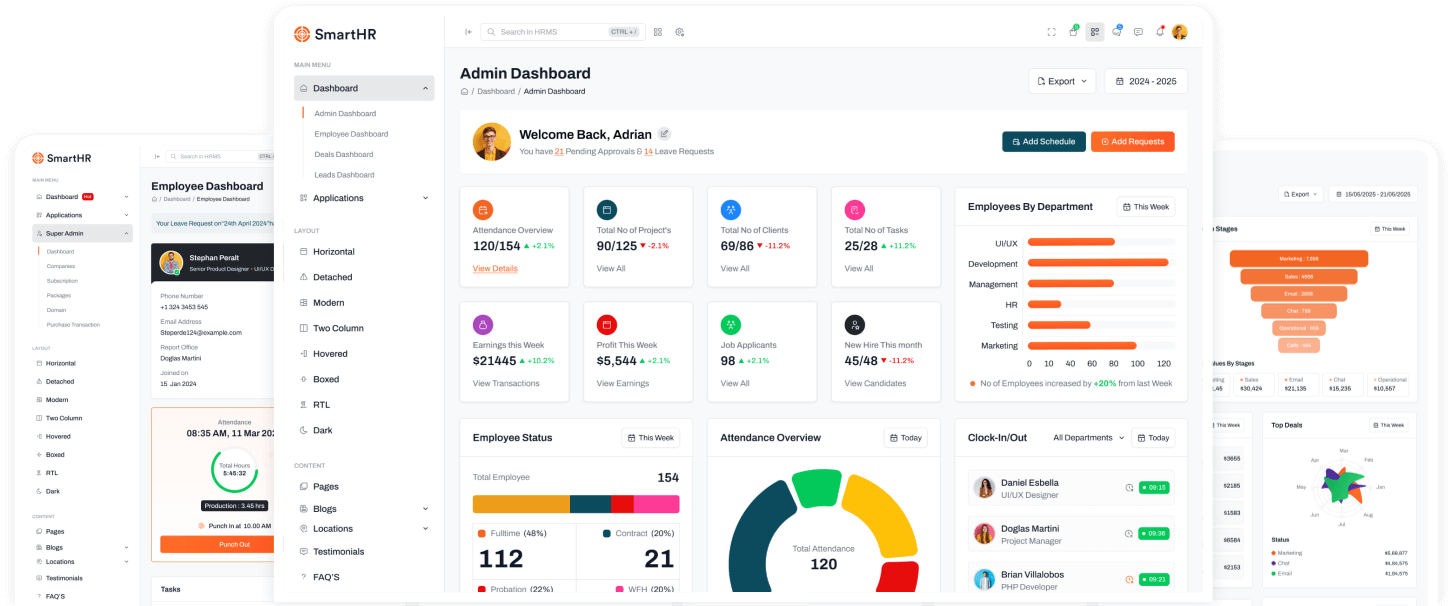 SmartHR
MAIN MENU
Dashboard Hot
Applications
Super Admin
Dashboard
Companies
Subscription
Packages
Domain
Purchase Transaction
LAYOUT
Horizontal
Detached
Modern
Two Column
Hovered
Boxed
RTL
Dark
CONTENT
Pages
Blogs
Locations
Testimonials
FAQ'S
Search in HRMS CTRL
Employee Dashboard
/ Dashboard / Employee Dashboard
Your Leave Request on"24th April 2024"
Stephan Peralt
Senior Product Designer • UI/UX
Phone Number
+1 324 3453 545
Email Address
Steperde124@example.com
Report Office
Doglas Martini
Joined on
15 Jan 2024
Attendance
08:35 AM, 11 Mar
Total Hours
5:45:32
Production : 3.45 hrs
Punch In at 10.00 AM
Punch Out
Tasks
SmartHR
MAIN MENU
Dashboard
Admin Dashboard
Employee Dashboard
Deals Dashboard
Leads Dashboard
Applications
LAYOUT
Horizontal
Detached
Modern
Two Column
Hovered
Boxed
RTL
Dark
CONTENT
Pages
Blogs
Locations
Testimonials
FAQ'S
Search in HRMS CTRL + /
Admin Dashboard
/ Dashboard / Admin Dashboard
Export
2024 - 2025
Welcome Back, Adrian
You have 21 Pending Approvals & 14 Leave Requests
Add Schedule
Add Requests
Attendance Overview
120/154 +2.1%
View Details
Total No of Project's
90/125 -2.1%
View All
Total No of Clients
69/86 -11.2%
View All
Total No of Tasks
25/28 +11.2%
View All
Earnings this Week
$21445 +10.2%
View Transactions
Profit This Week
$5,544 +2.1%
View Earnings
Job Applicants
98 +2.1%
View All
New Hire This month
45/48 -11.2%
View Candidates
Employees By Department
This Week
UI/UX
Development
Management
HR
Testing
Marketing
0 10 40 60 80 60 100 120
No of Employees increased by +20% from last Week
Employee Status
This Week
Total Employee 154
Fulltime (48%)
112
Contract (20%)
21
Probation (22%)
WFH (20%)
Attendance Overview
Today
Total Attendance
120
Clock-In/Out
All Departments
Today
Daniel Esbella
UI/UX Designer
09:15
Doglas Martini
Project Manager
09:36
Brian Villalobos
PHP Developer
09:21
Export
15/05/2025 - 21/05/2025
Stages
This Week
Marketing : 7,898
Sales : 4658
Email : 2898
Chat : 789
Operational : 655
Calls : 454
By Stages
Sales
$30,424
Email
$21,135
Chat
$15,235
Operational
$10,557
This Week
$3655
$2185
$1583
$6584
$2153
Top Deals
This Week
Mar
Apr
Feb
May
Jan
Jun
Aug
Jul
Status
Marketing
$5,69,877
Chat
$4,84,575
Email
$1,84,575